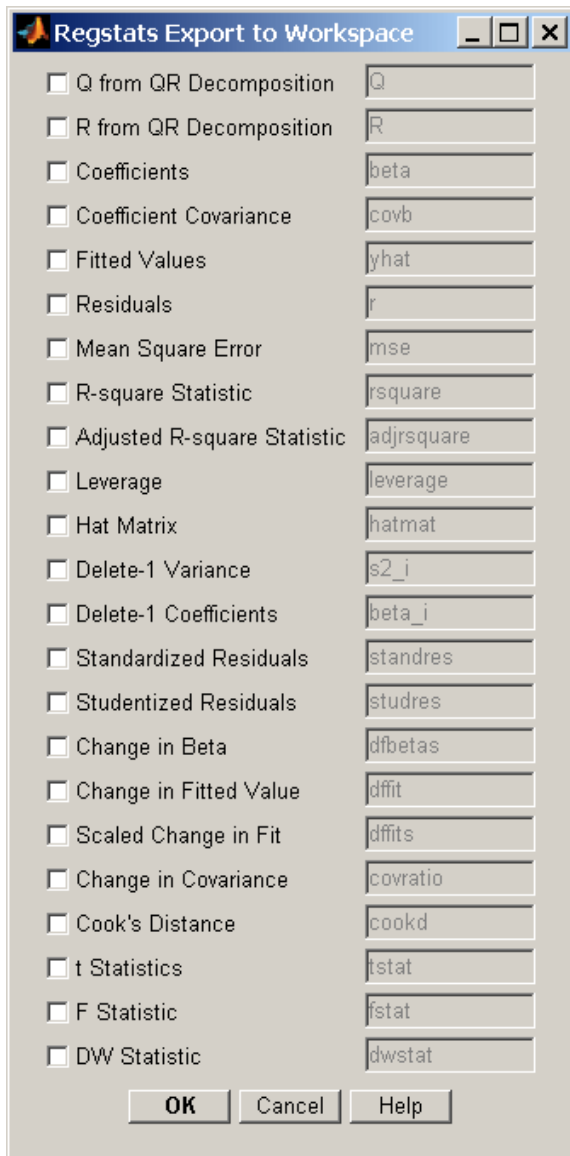 Regstats Export to Workspace
Q from QR Decomposition Q
R from QR Decomposition R
Coefficients beta
Coefficient Covariance covb
Fitted Values yhat
Residuals r
Mean Square Error mse
R-square Statistic rsquare
Adjusted R-square Statistic adjrsquare
Leverage leverage
Hat Matrix hatmat
Delete-1 Variance s2_i
Delete-1 Coefficients beta_i
Standardized Residuals standres
Studentized Residuals studres
Change in Beta dfbetas
Change in Fitted Value dffit
Scaled Change in Fit dffits
Change in Covariance covratio
Cook's Distance cookd
t Statistics tstat
F Statistic fstat
DW Statistic dwstat
OK Cancel Help